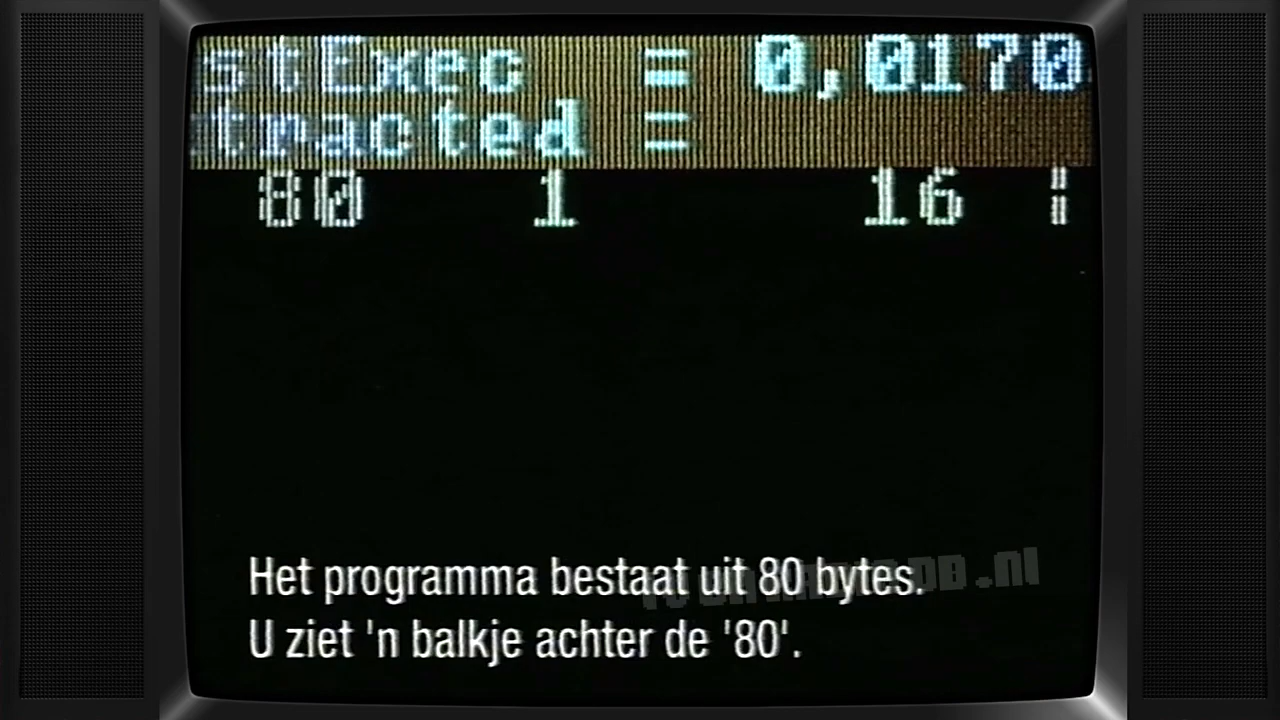 stExec = 0,0170
tracted =
80 1 16 ¦
Het programma bestaat uit 80 bytes.
U ziet 'n balkje achter de '80'.